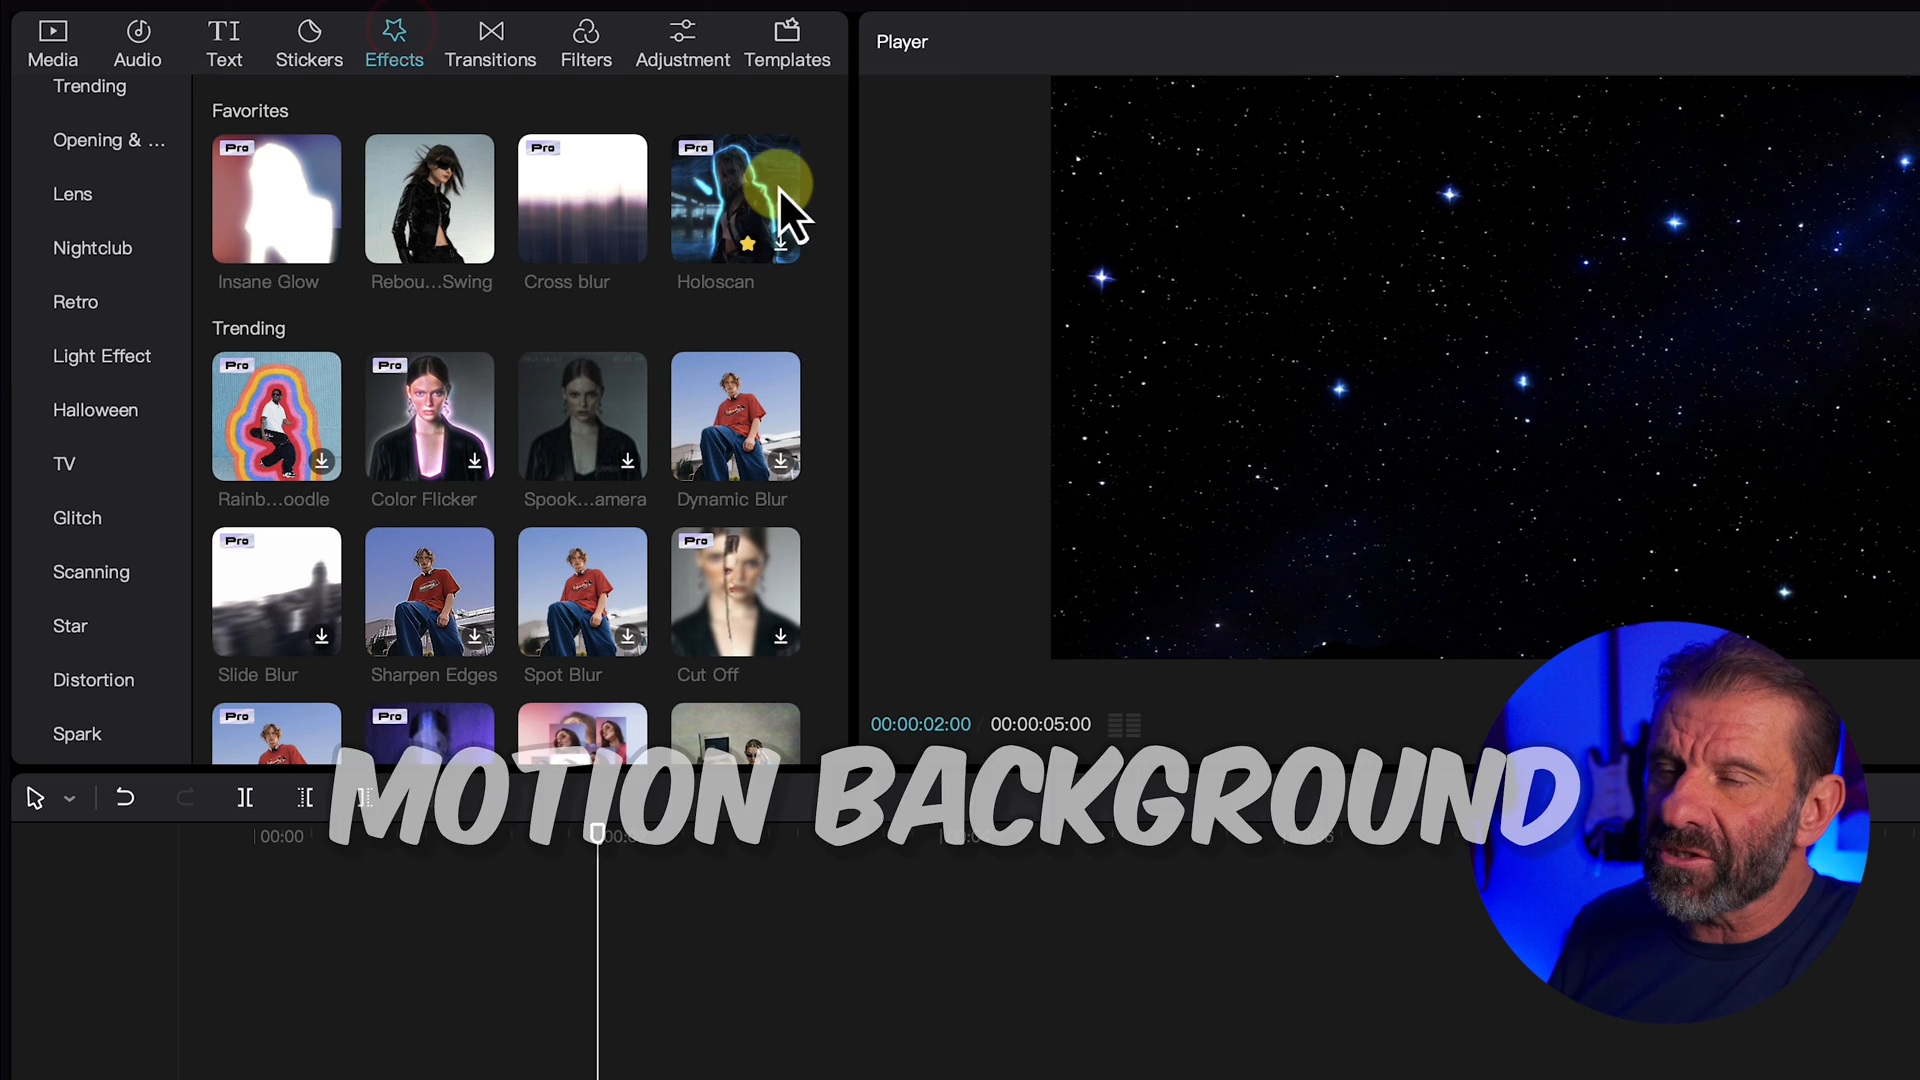 Media Audio Text Stickers Effects Transitions Filters Adjustment Templates
Player
Trending
Opening & ...
Lens
Nightclub
Retro
Light Effect
Halloween
TV
Glitch
Scanning
Star
Distortion
Spark
Favorites
Pro Pro Pro
Insane Glow Rebou...Swing Cross blur Holoscan
Trending
Pro Pro
Rainb...oodle Color Flicker Spook...amera Dynamic Blur
Pro Pro
Slide Blur Sharpen Edges Spot Blur Cut Off
Pro Pro
00:00:02:00 / 00:00:05:00
MOTION BACKGROUND
00:00